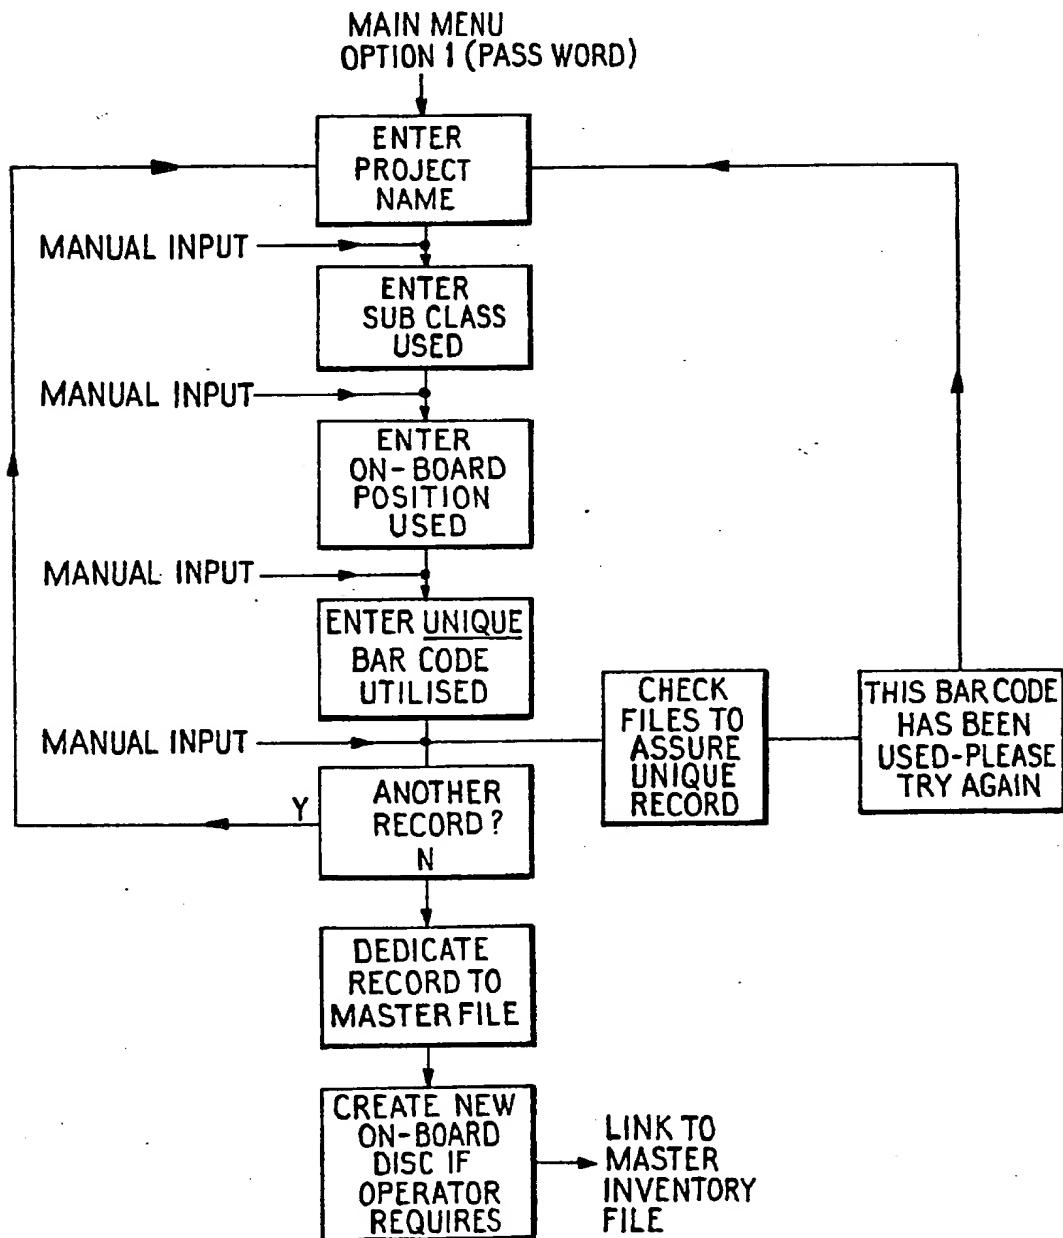 MAIN MENU
OPTION 1 (PASS WORD)
ENTER
PROJECT
NAME
MANUAL INPUT
ENTER
SUB CLASS
USED
MANUAL INPUT
ENTER
ON-BOARD
POSITION
USED
MANUAL INPUT
ENTER UNIQUE
BAR CODE
UTILISED
MANUAL INPUT
CHECK
FILES TO
ASSURE
UNIQUE
RECORD
THIS BAR CODE
HAS BEEN
USED-PLEASE
TRY AGAIN
Y
ANOTHER
RECORD?
N
DEDICATE
RECORD TO
MASTER FILE
CREATE NEW
ON-BOARD
DISC IF
OPERATOR
REQUIRES
LINK TO
MASTER
INVENTORY
FILE